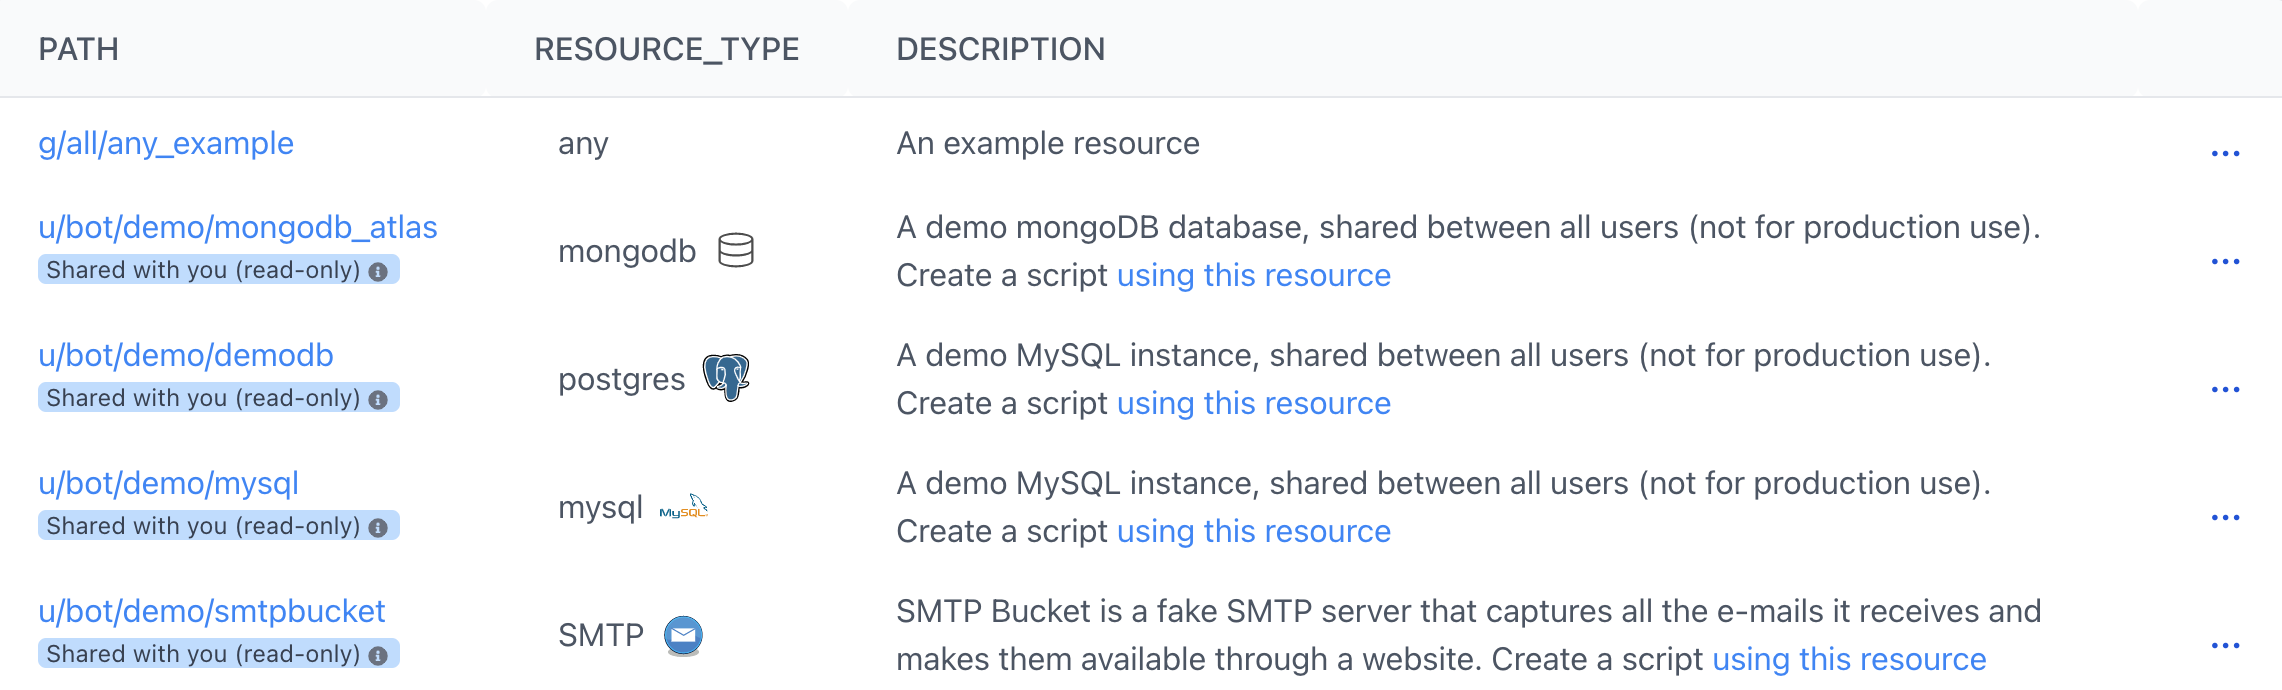 PATH RESOURCE_TYPE DESCRIPTION
g/all/any_example any An example resource ...
u/bot/demo/mongodb_atlas
Shared with you (read-only)
mongodb
A demo mongoDB database, shared between all users (not for production use).
Create a script using this resource
...
u/bot/demo/demodb
Shared with you (read-only)
postgres
A demo MySQL instance, shared between all users (not for production use).
Create a script using this resource
...
u/bot/demo/mysql
Shared with you (read-only)
mysql MySQL
A demo MySQL instance, shared between all users (not for production use).
Create a script using this resource
...
u/bot/demo/smtpbucket
Shared with you (read-only)
SMTP
SMTP Bucket is a fake SMTP server that captures all the e-mails it receives and
makes them available through a website. Create a script using this resource
...